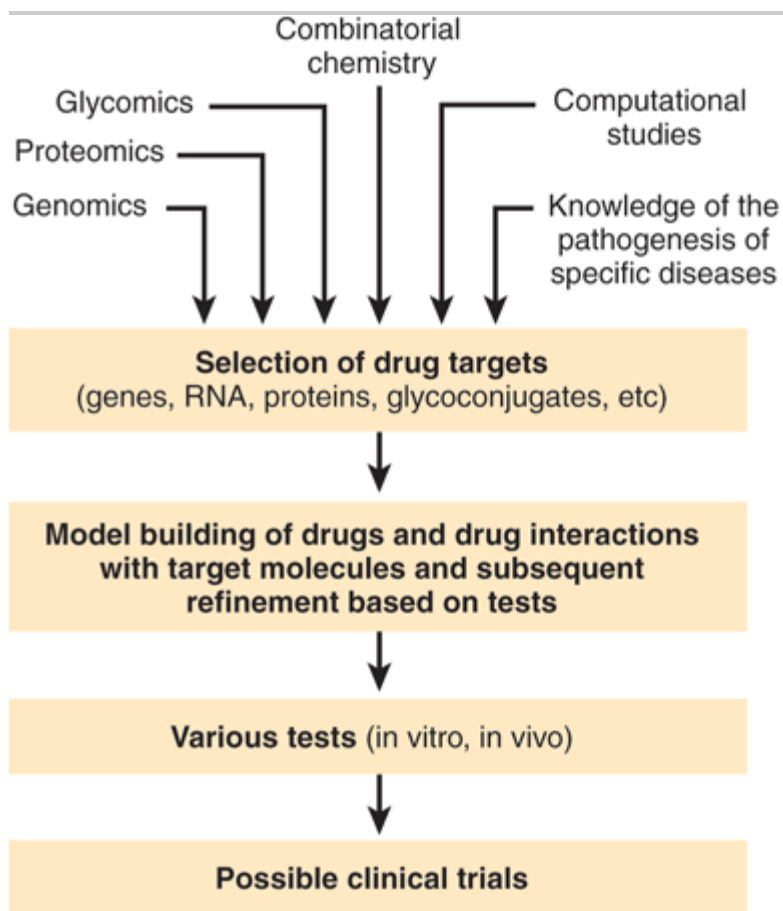 Combinatorial
chemistry
Glycomics
Computational
studies
Proteomics
Genomics
Knowledge of the
pathogenesis of
specific diseases
Selection of drug targets
(genes, RNA, proteins, glycoconjugates, etc)
Model building of drugs and drug interactions
with target molecules and subsequent
refinement based on tests
Various tests (in vitro, in vivo)
Possible clinical trials